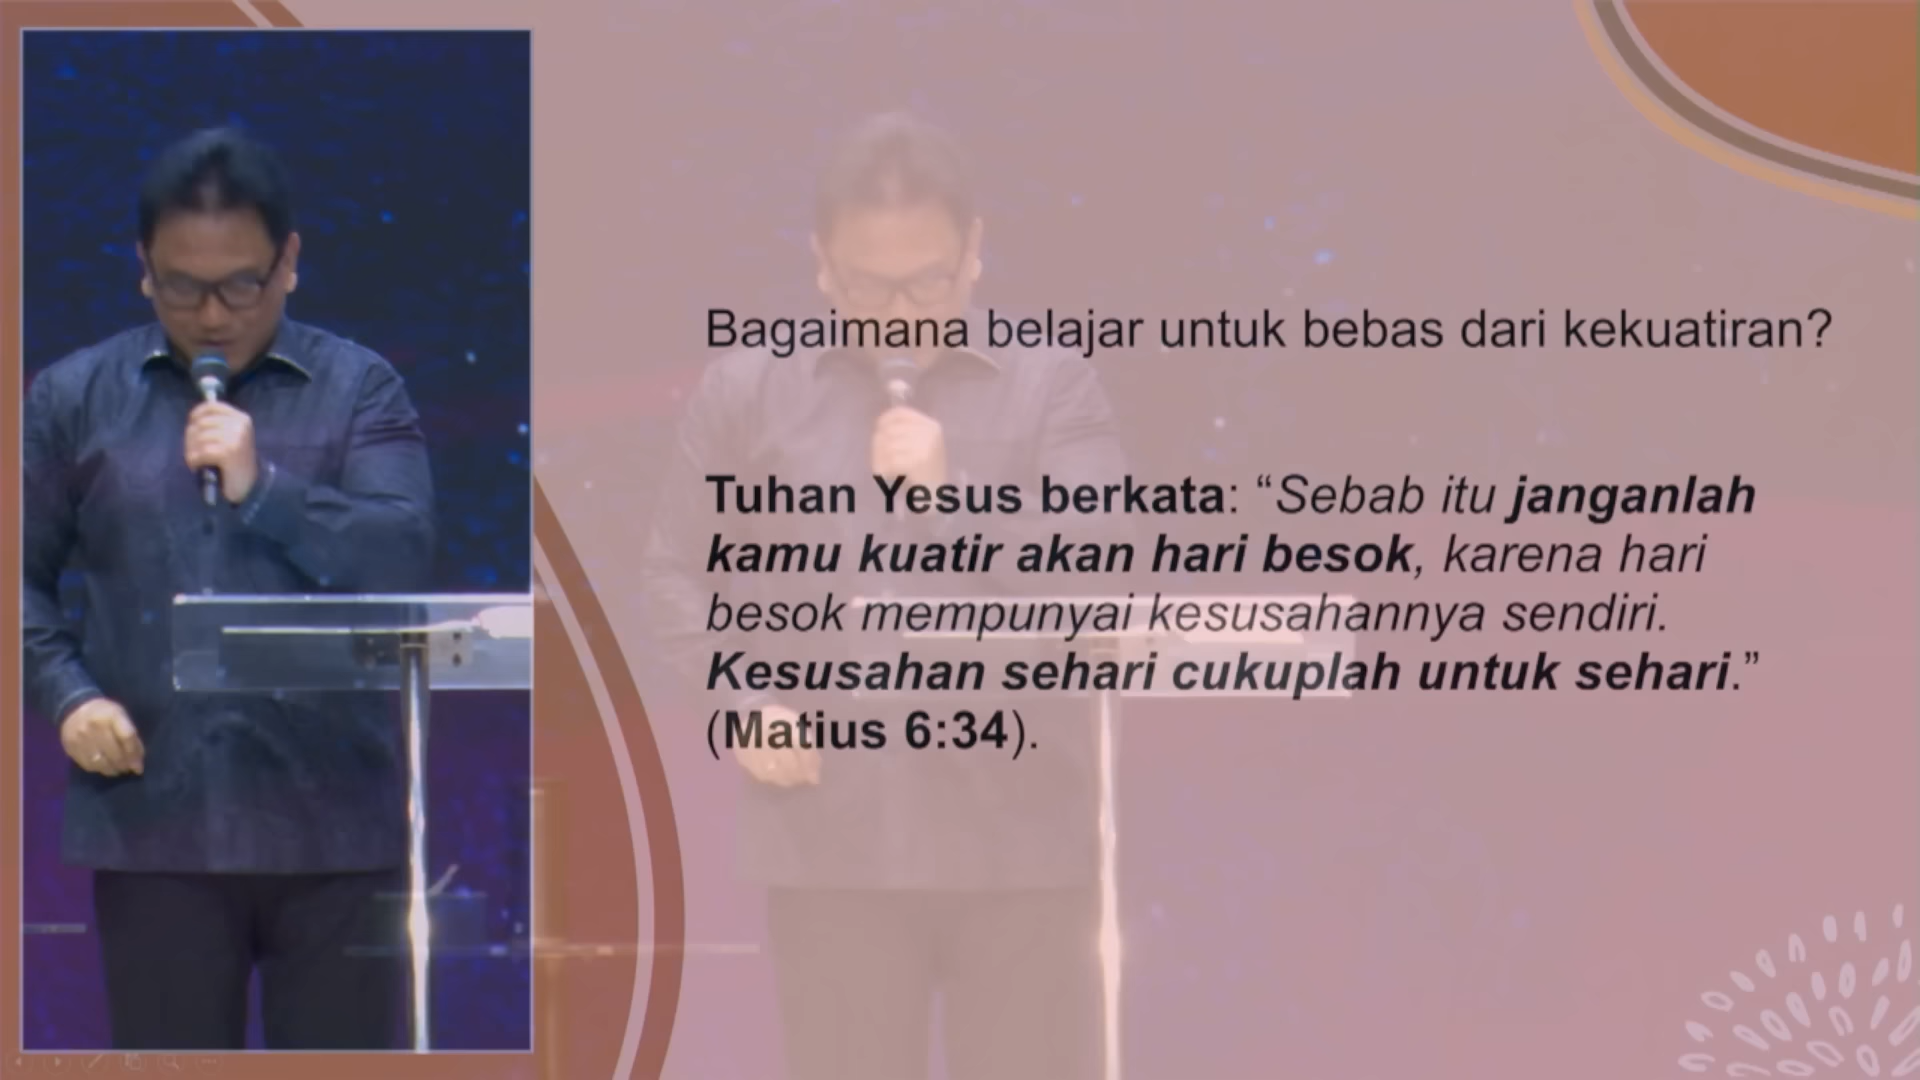 Bagaimana belajar untuk bebas dari kekuatiran?
Tuhan Yesus berkata: “Sebab itu janganlah
kamu kuatir akan hari besok, karena hari
besok mempunyai kesusahannya sendiri.
Kesusahan sehari cukuplah untuk sehari.”
(Matius 6:34).